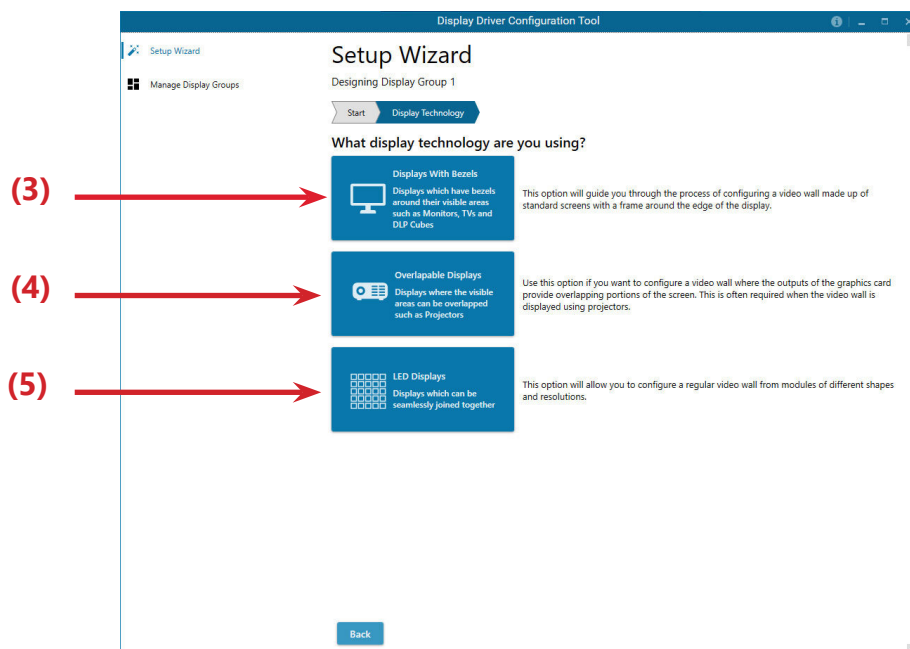 Display Driver Configuration Tool
Setup Wizard
Manage Display Groups
Setup Wizard
Designing Display Group 1
Start
Display Technology
What display technology are you using?
(3)
Displays With Bezels
Displays which have bezels
around their visible areas
such as Monitors, TVs and
DLP Cubes
This option will guide you through the process of configuring a video wall made up of
standard screens with a frame around the edge of the display.
(4)
Overlapable Displays
Displays where the visible
areas can be overlapped
such as Projectors
Use this option if you want to configure a video wall where the outputs of the graphics card
provide overlapping portions of the screen. This is often required when the video wall is
displayed using projectors.
(5)
LED Displays
Displays which can be
seamlessly joined together
This option will allow you to configure a regular video wall from modules of different shapes
and resolutions.
Back